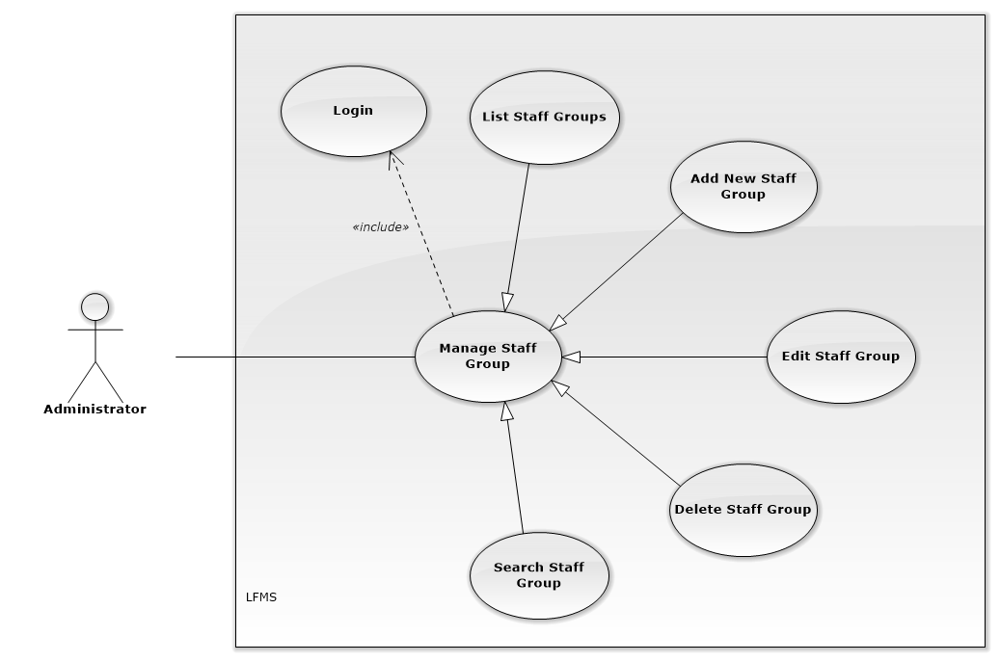 Login
List Staff Groups
Add New Staff
Group
«include»
Manage Staff
Group
Edit Staff Group
Administrator
Delete Staff Group
Search Staff
Group
LFMS